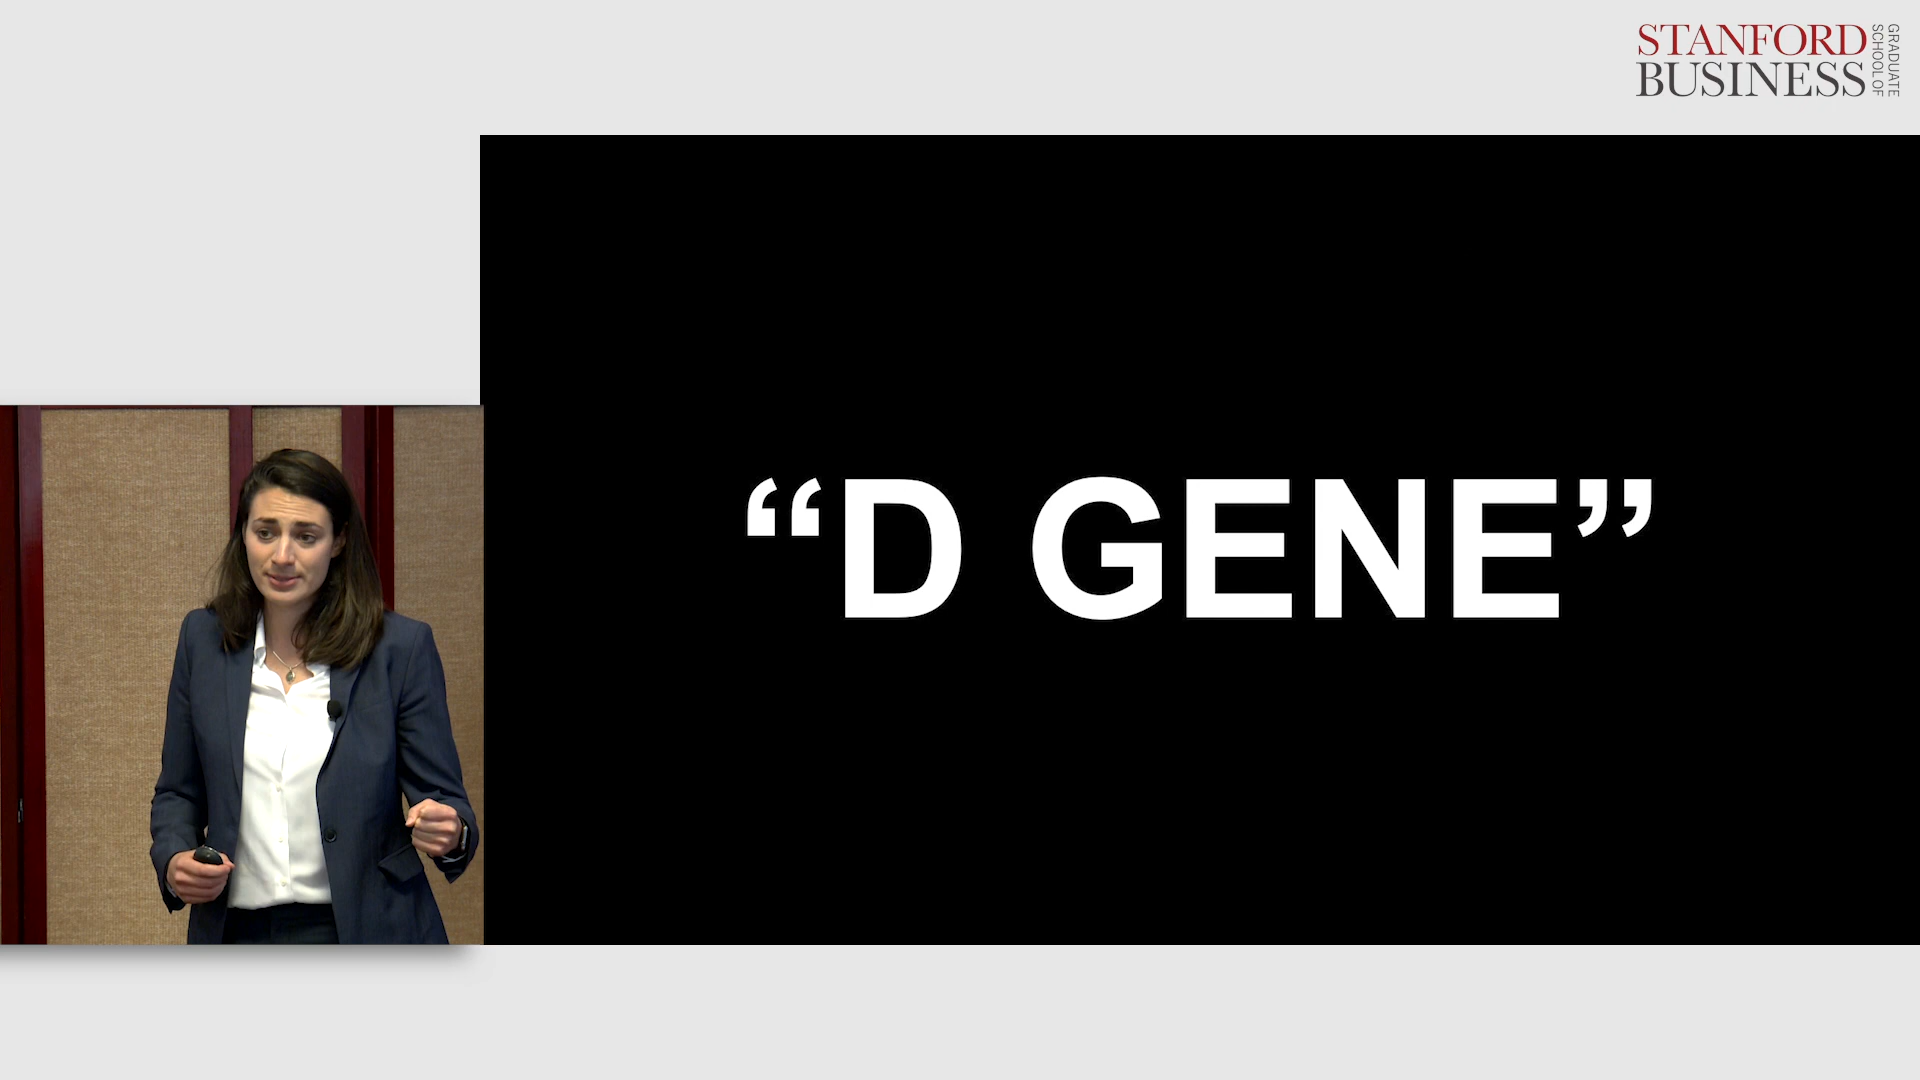 STANFORD
BUSINESS
GRADUATE
SCHOOL OF
“D GENE”